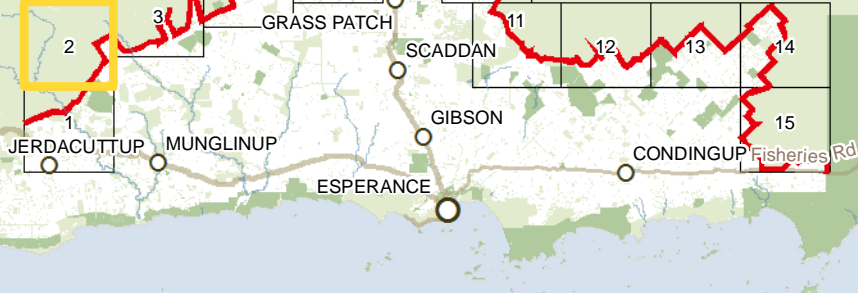 3
11
GRASS PATCH
2
SCADDAN
12
13
14
1
GIBSON
15
JERDACUTTUP
MUNGLINUP
CONDINGUP
Fisheries Rd
ESPERANCE